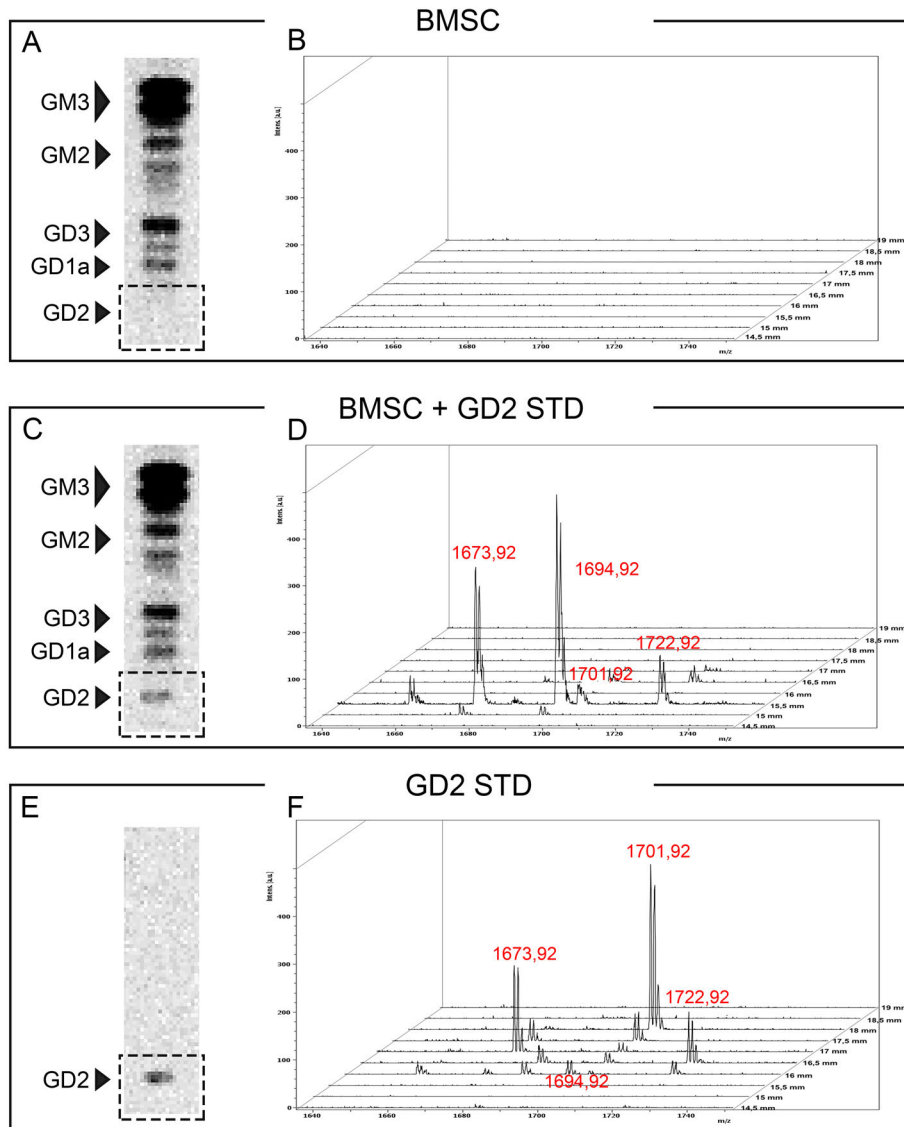 BMSC
A
B
GM3
GM2
GD3
GD1a
GD2
Intens. [a.u.]
400
300
200
100
0
1640
1660
1680
1700
1720
1740
m/z
19 mm
18,5 mm
18 mm
17,5 mm
17 mm
16,5 mm
16 mm
15,5 mm
15 mm
14,5 mm
BMSC + GD2 STD
C
D
GM3
GM2
GD3
GD1a
GD2
Intens. [a.u.]
400
300
200
100
0
1673,92
1694,92
1701,92
1722,92
1640
1660
1680
1700
1720
1740
m/z
19 mm
18,5 mm
18 mm
17,5 mm
17 mm
16,5 mm
16 mm
15,5 mm
15 mm
14,5 mm
GD2 STD
E
F
GD2
Intens. [a.u.]
400
300
200
100
0
1701,92
1673,92
1722,92
1694,92
1640
1660
1680
1700
1720
1740
m/z
19 mm
18,5 mm
18 mm
17,5 mm
17 mm
16,5 mm
16 mm
15,5 mm
15 mm
14,5 mm